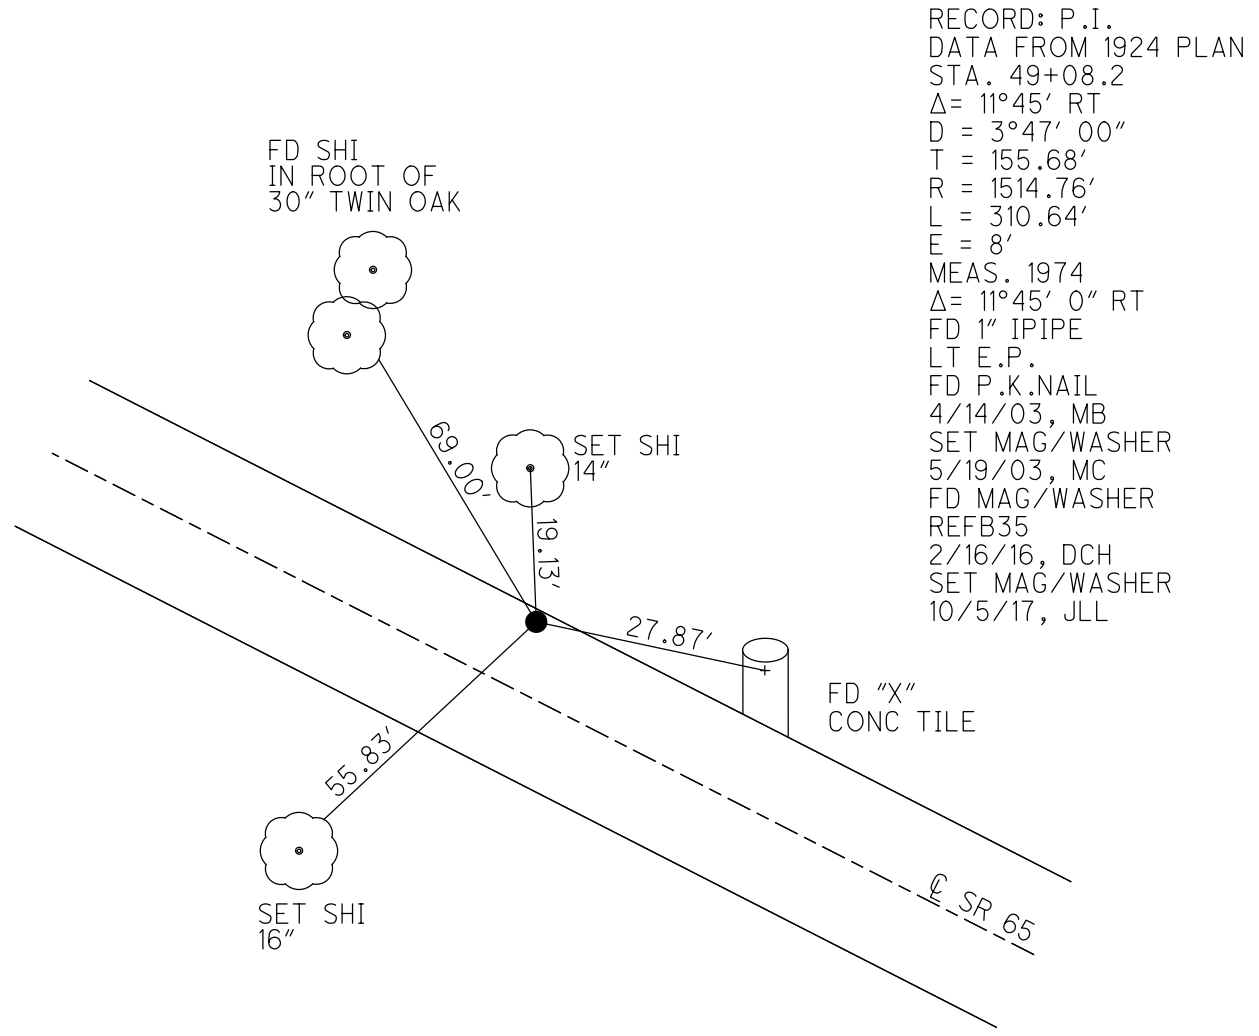 RECORD: P.I.
DATA FROM 1924 PLAN
STA. 49+08.2
Δ= 11°45' RT
D = 3°47' 00"
T = 155.68'
R = 1514.76'
L = 310.64'
E = 8'
MEAS. 1974
Δ= 11°45' 0" RT
FD 1" IPIPE
LT E.P.
FD P.K.NAIL
4/14/03, MB
SET MAG/WASHER
5/19/03, MC
FD MAG/WASHER
REFB35
2/16/16, DCH
SET MAG/WASHER
10/5/17, JLL
FD SHI
IN ROOT OF
30" TWIN OAK
69.00'
SET SHI
14"
19.13'
27.87'
FD "X"
CONC TILE
55.83'
SET SHI
16"
℄ SR 65